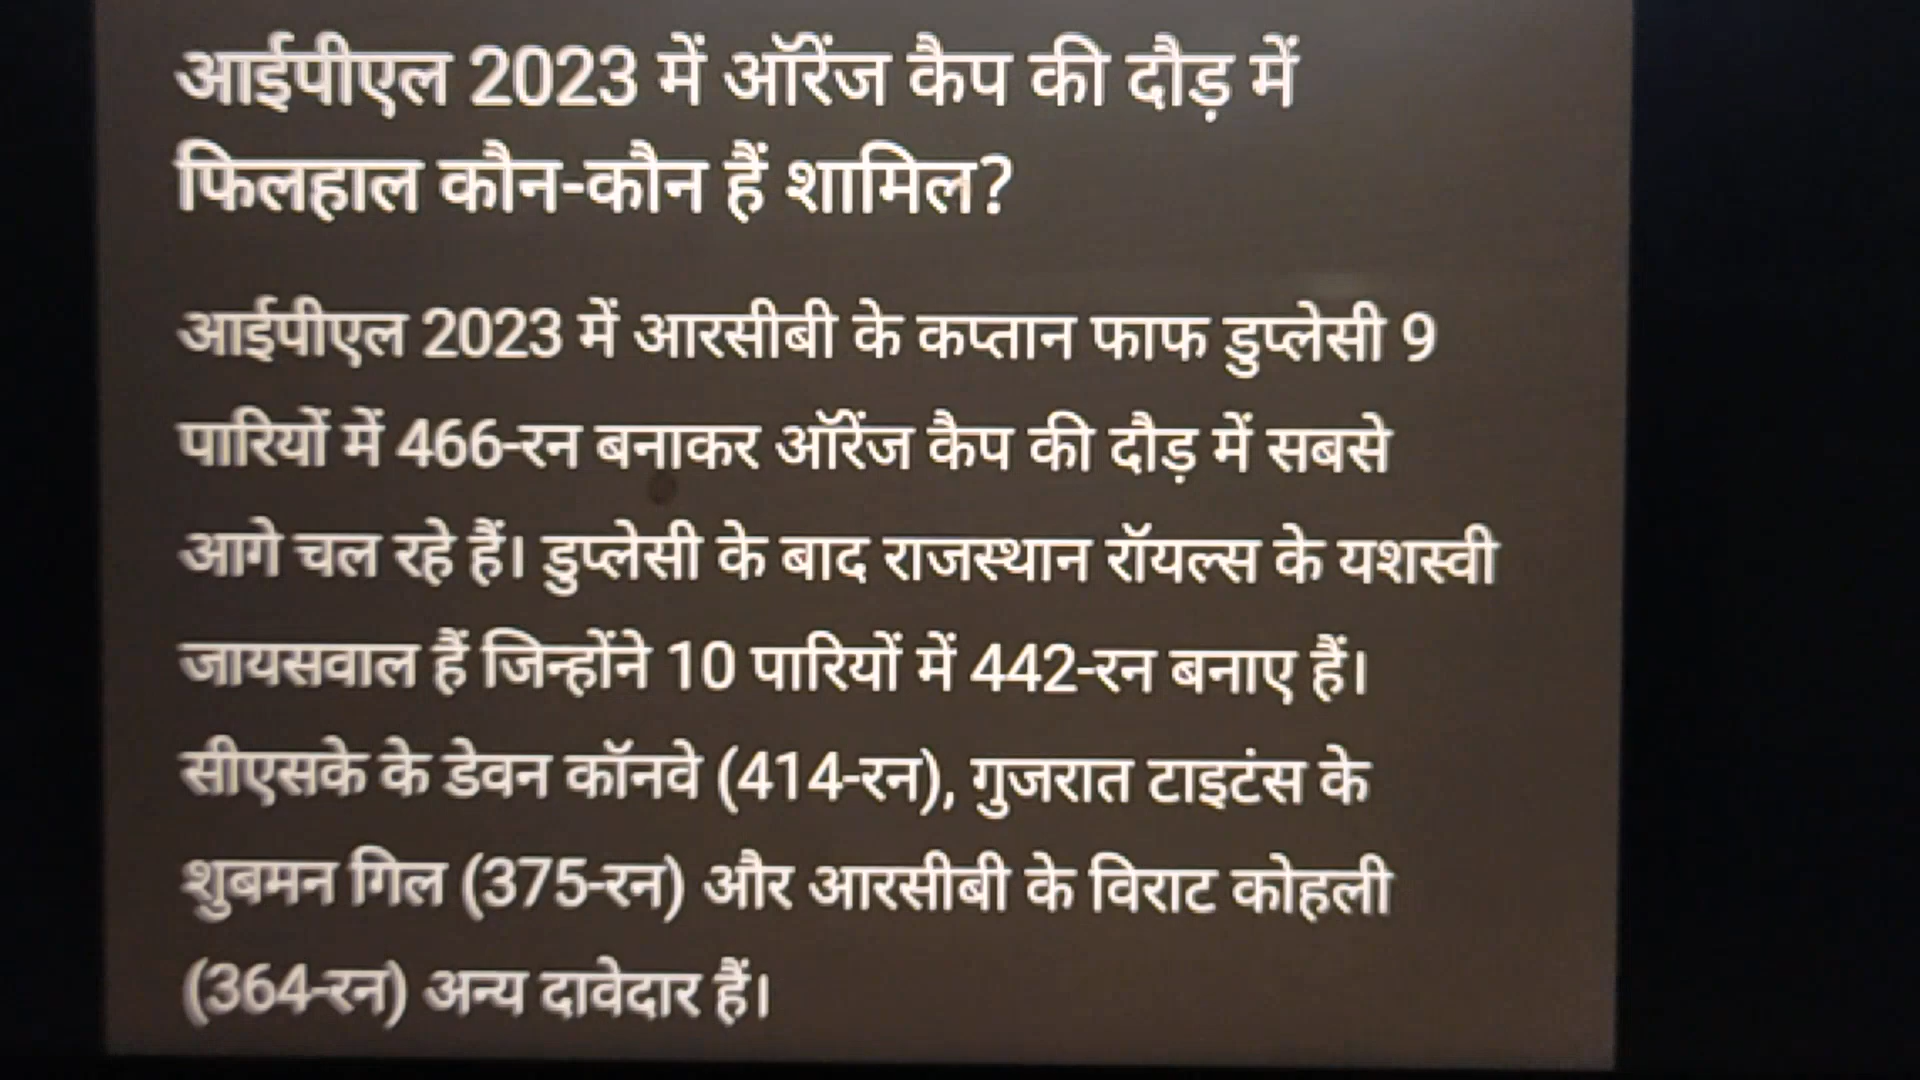 आईपीएल 2023 में ऑरेंज कैप की दौड़ में
फिलहाल कौन-कौन हैं शामिल?
आईपीएल 2023 में आरसीबी के कप्तान फाफ डुप्लेसी 9
पारियों में 466-रन बनाकर ऑरेंज कैप की दौड़ में सबसे
आगे चल रहे हैं। डुप्लेसी के बाद राजस्थान रॉयल्स के यशस्वी
जायसवाल हैं जिन्होंने 10 पारियों में 442-रन बनाए हैं।
सीएसके के डेवन कॉनवे (414-रन), गुजरात टाइटंस के
शुबमन गिल (375-रन) और आरसीबी के विराट कोहली
(364-रन) अन्य दावेदार हैं।